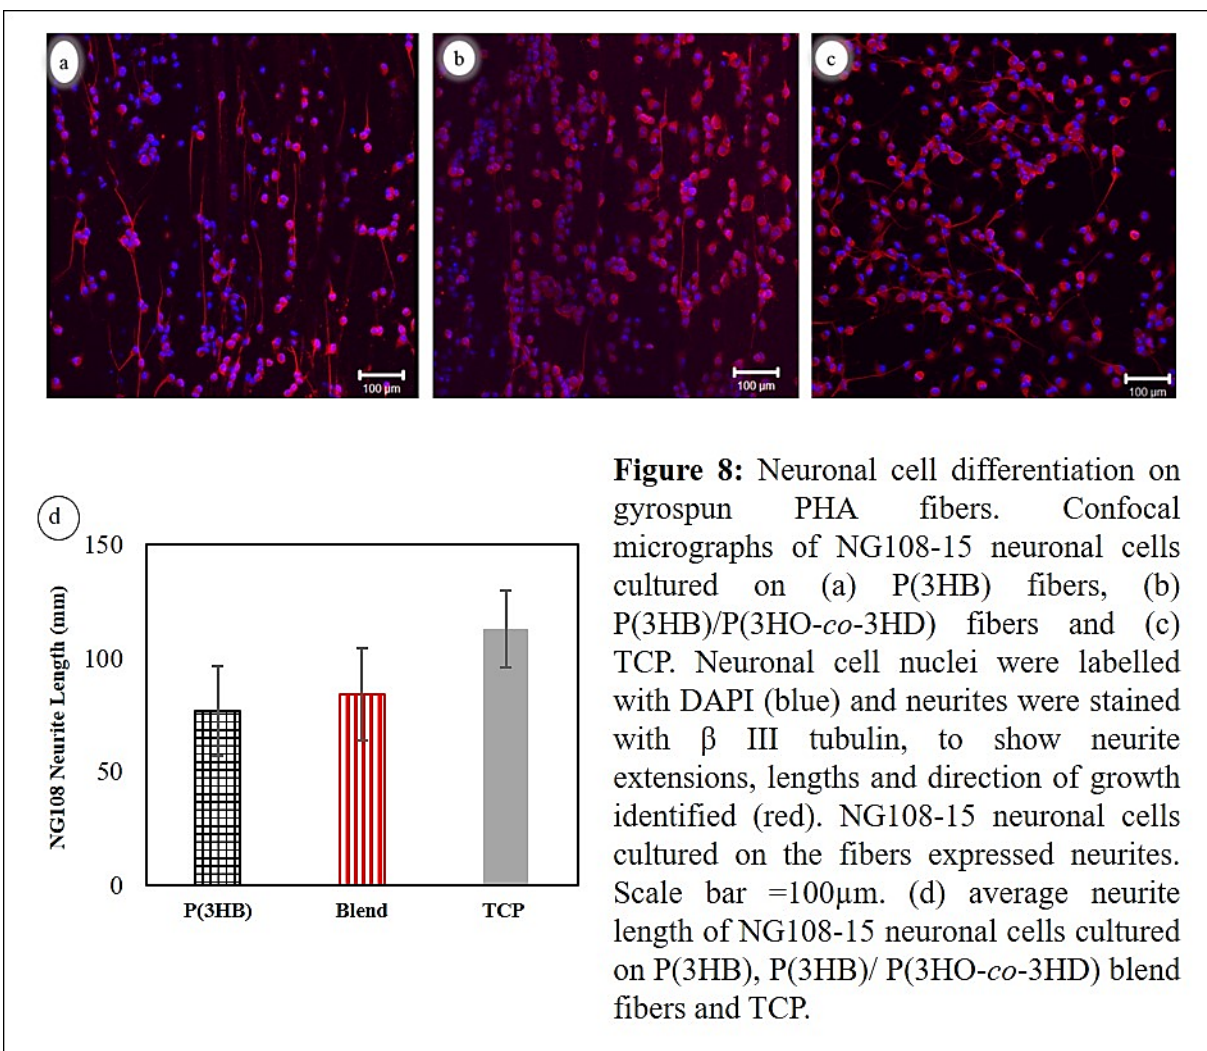 a
b
c
100 µm
100 µm
100 µm
d
150
100
50
0
NG108 Neurite Length (mm)
P(3HB)
Blend
TCP
Figure 8: Neuronal cell differentiation on
gyrospun PHA fibers. Confocal
micrographs of NG108-15 neuronal cells
cultured on (a) P(3HB) fibers, (b)
P(3HB)/P(3HO-co-3HD) fibers and (c)
TCP. Neuronal cell nuclei were labelled
with DAPI (blue) and neurites were stained
with β III tubulin, to show neurite
extensions, lengths and direction of growth
identified (red). NG108-15 neuronal cells
cultured on the fibers expressed neurites.
Scale bar =100µm. (d) average neurite
length of NG108-15 neuronal cells cultured
on P(3HB), P(3HB)/ P(3HO-co-3HD) blend
fibers and TCP.